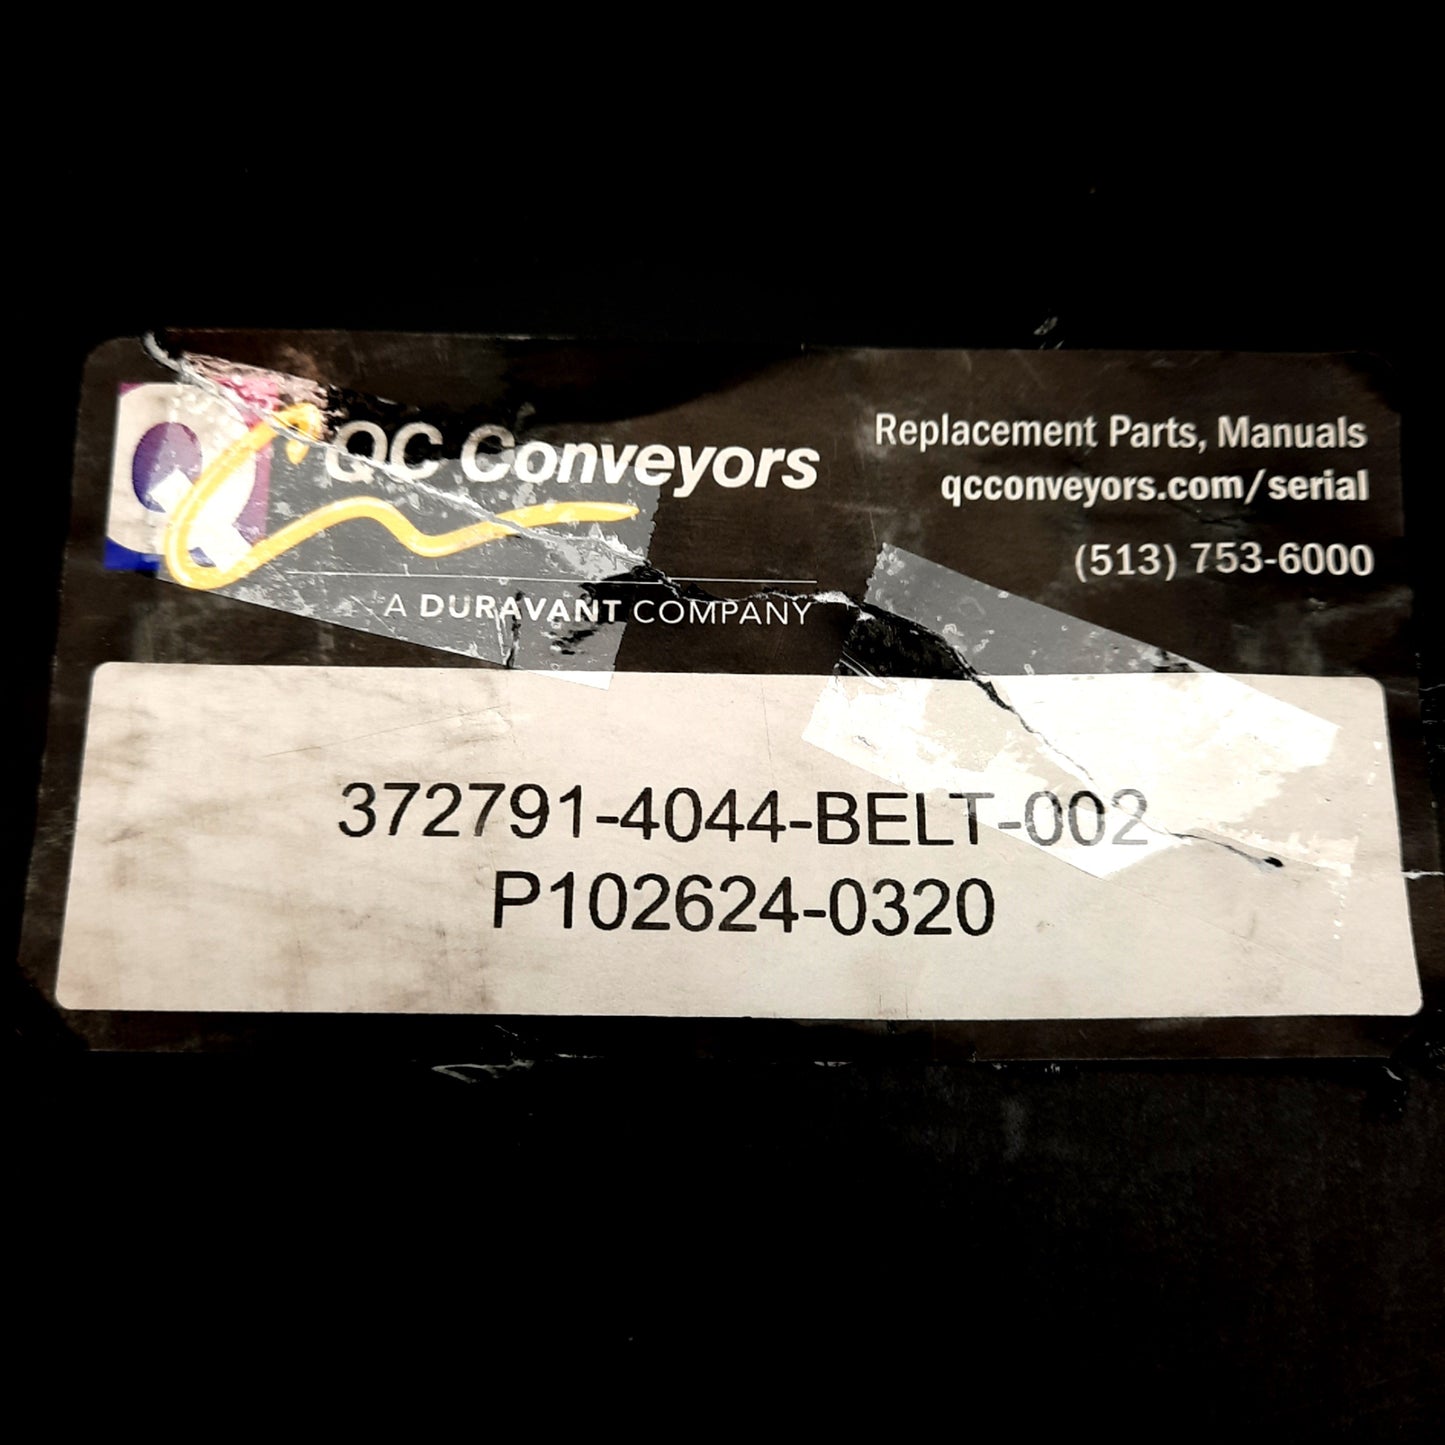 QC Conveyors
A DURAVANT COMPANY
Replacement Parts, Manuals
qcconveyors.com/serial
(513) 753-6000
372791-4044-BELT-002
P102624-0320